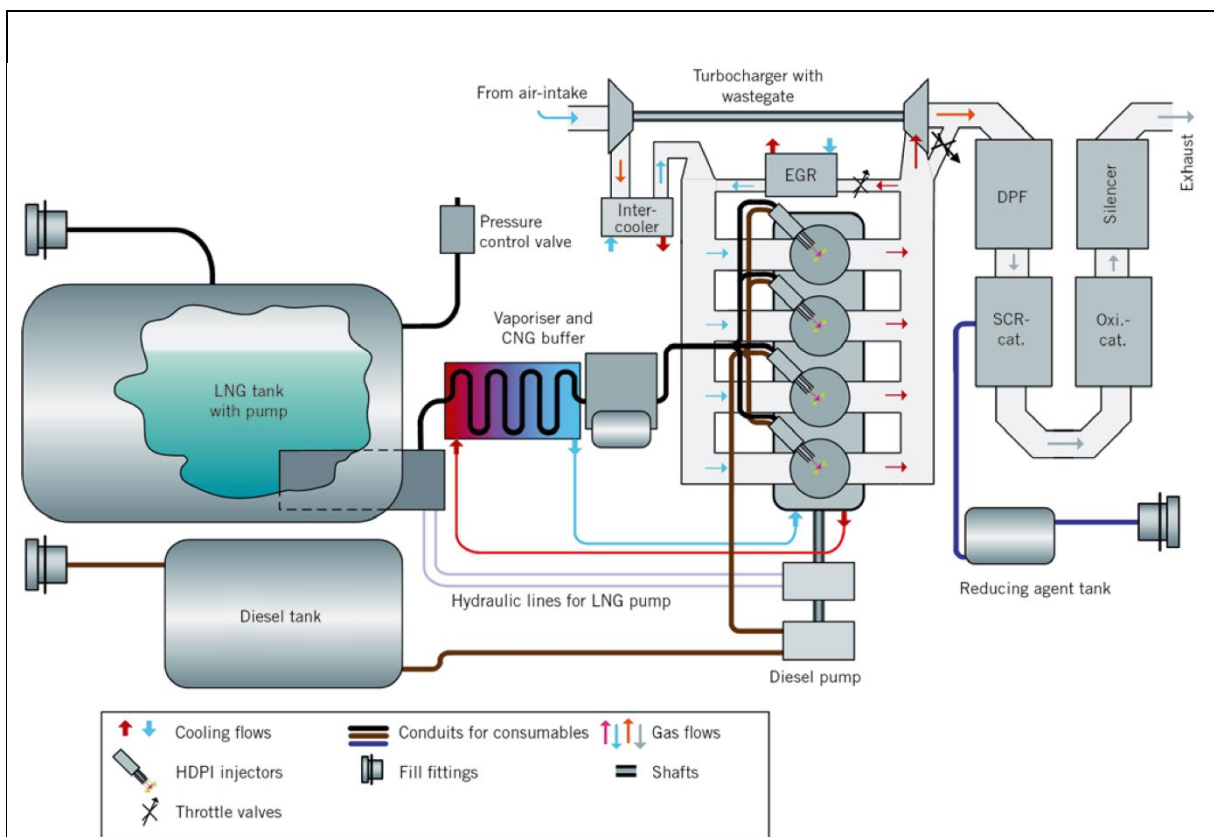 Turbocharger with
wastegate
From air-intake
EGR
Inter-
cooler
DPF
Silencer
Exhaust
Pressure
control valve
SCR-
cat.
Oxi.-
cat.
Vaporiser and
CNG buffer
LNG tank
with pump
Reducing agent tank
Hydraulic lines for LNG pump
Diesel tank
Diesel pump
Cooling flows
Conduits for consumables
Gas flows
HDPI injectors
Fill fittings
Shafts
Throttle valves